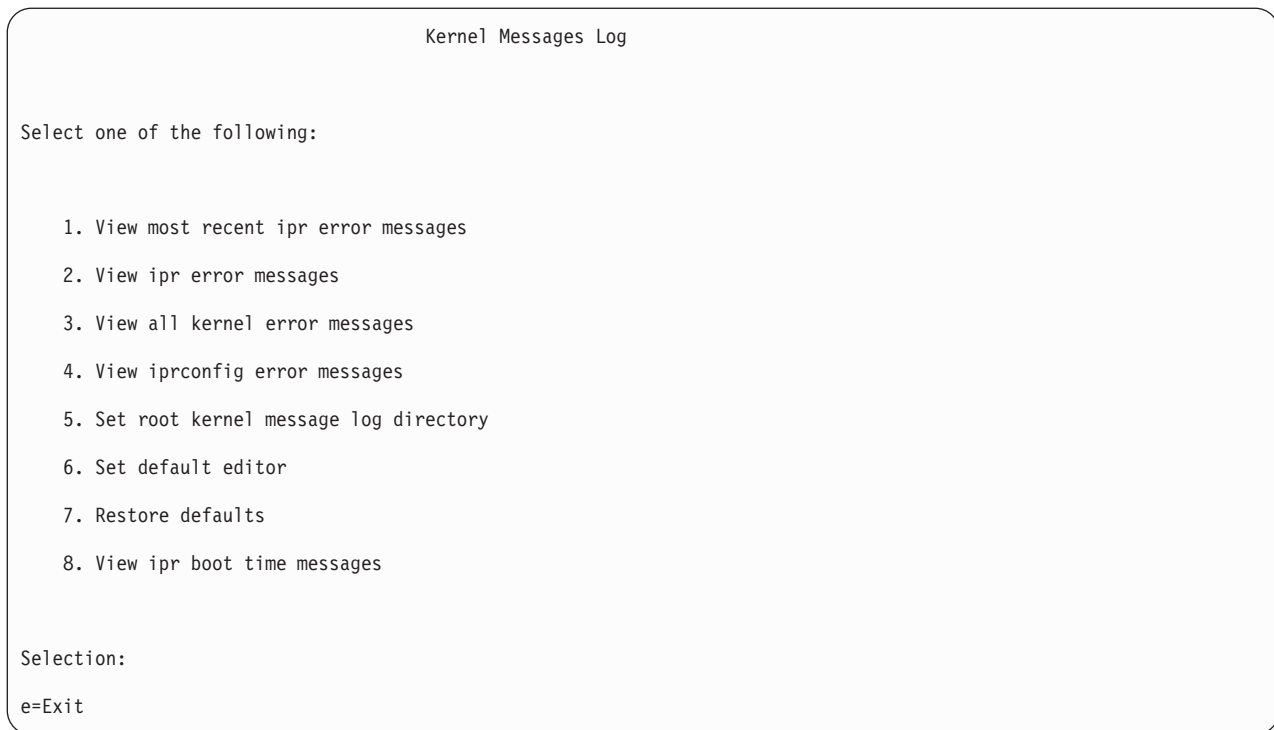 Kernel Messages Log
Select one of the following:
1. View most recent ipr error messages
2. View ipr error messages
3. View all kernel error messages
4. View iprconfig error messages
5. Set root kernel message log directory
6. Set default editor
7. Restore defaults
8. View ipr boot time messages
Selection:
e=Exit